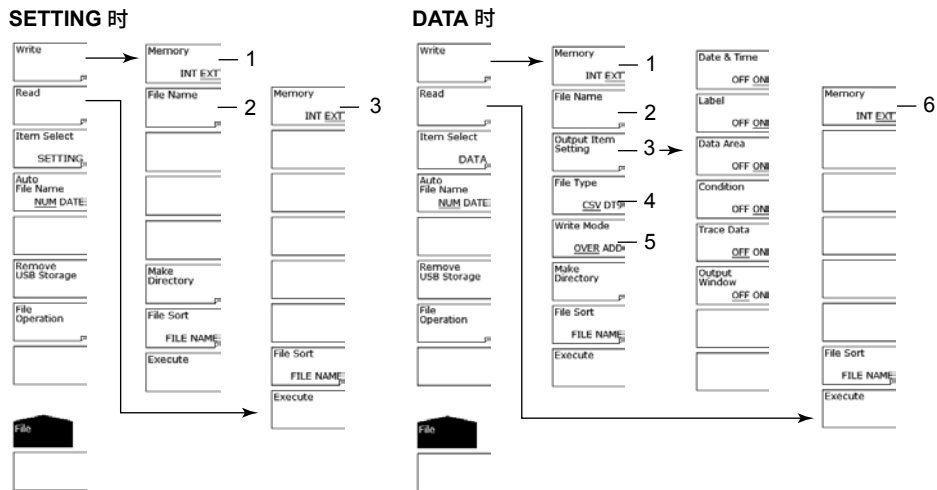 SETTING 时
Write
Read
Item Select
SETTING
Auto
File Name
NUM DATE
Remove
USB Storage
File
Operation
File
Memory
INT EXT
1
File Name
2
Make
Directory
File Sort
FILE NAME
Execute
Memory
INT EXT
3
File Sort
FILE NAME
Execute
DATA 时
Write
Read
Item Select
DATA
Auto
File Name
NUM DATE
Remove
USB Storage
File
Operation
File
Memory
INT EXT
1
File Name
2
Output Item
Setting
3
File Type
CSV DT9
4
Write Mode
OVER ADD
5
Make
Directory
File Sort
FILE NAME
Execute
Date & Time
OFF ON
Label
OFF ON
Data Area
OFF ON
Condition
OFF ON
Trace Data
OFF ON
Output
Window
OFF ON
Memory
INT EXT
6
File Sort
FILE NAME
Execute